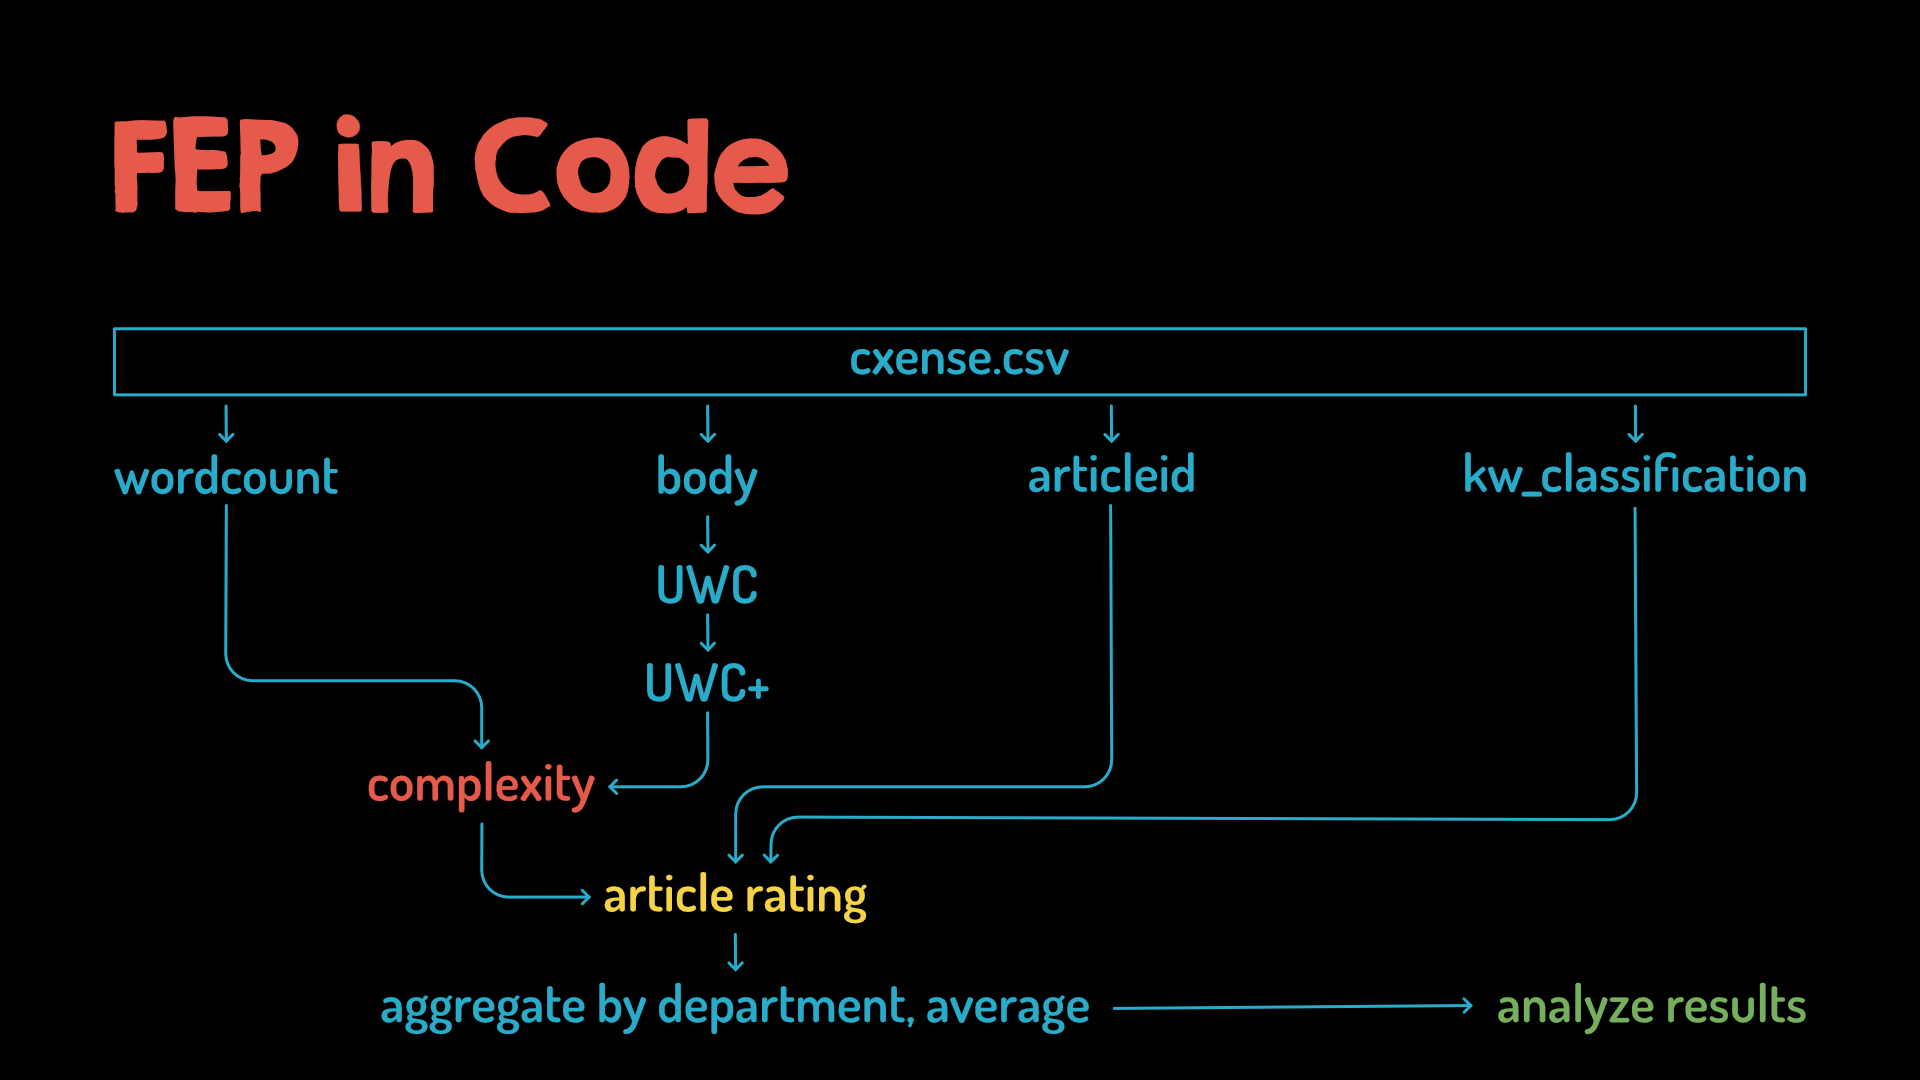 FEP in Code
cxense.csv
wordcount
body
articleid
kw_classification
UWC
UWC+
complexity
article rating
aggregate by department, average
analyze results